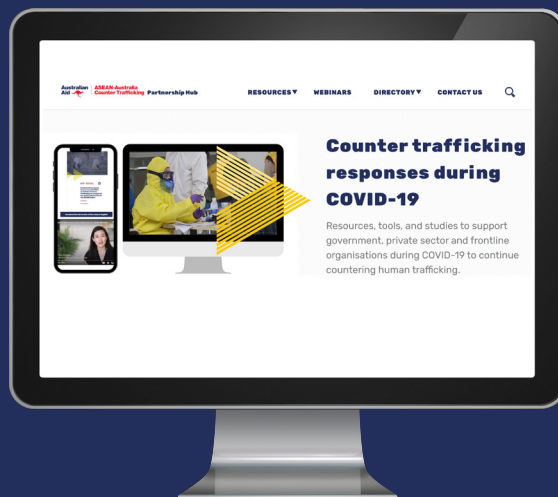 Australian Aid
ASEAN-Australia Counter Trafficking
Partnership Hub
RESOURCES▼ WEBINARS DIRECTORY▼ CONTACT US
Counter trafficking
responses during
COVID-19
Resources, tools, and studies to support
government, private sector and frontline
organisations during COVID-19 to continue
countering human trafficking.